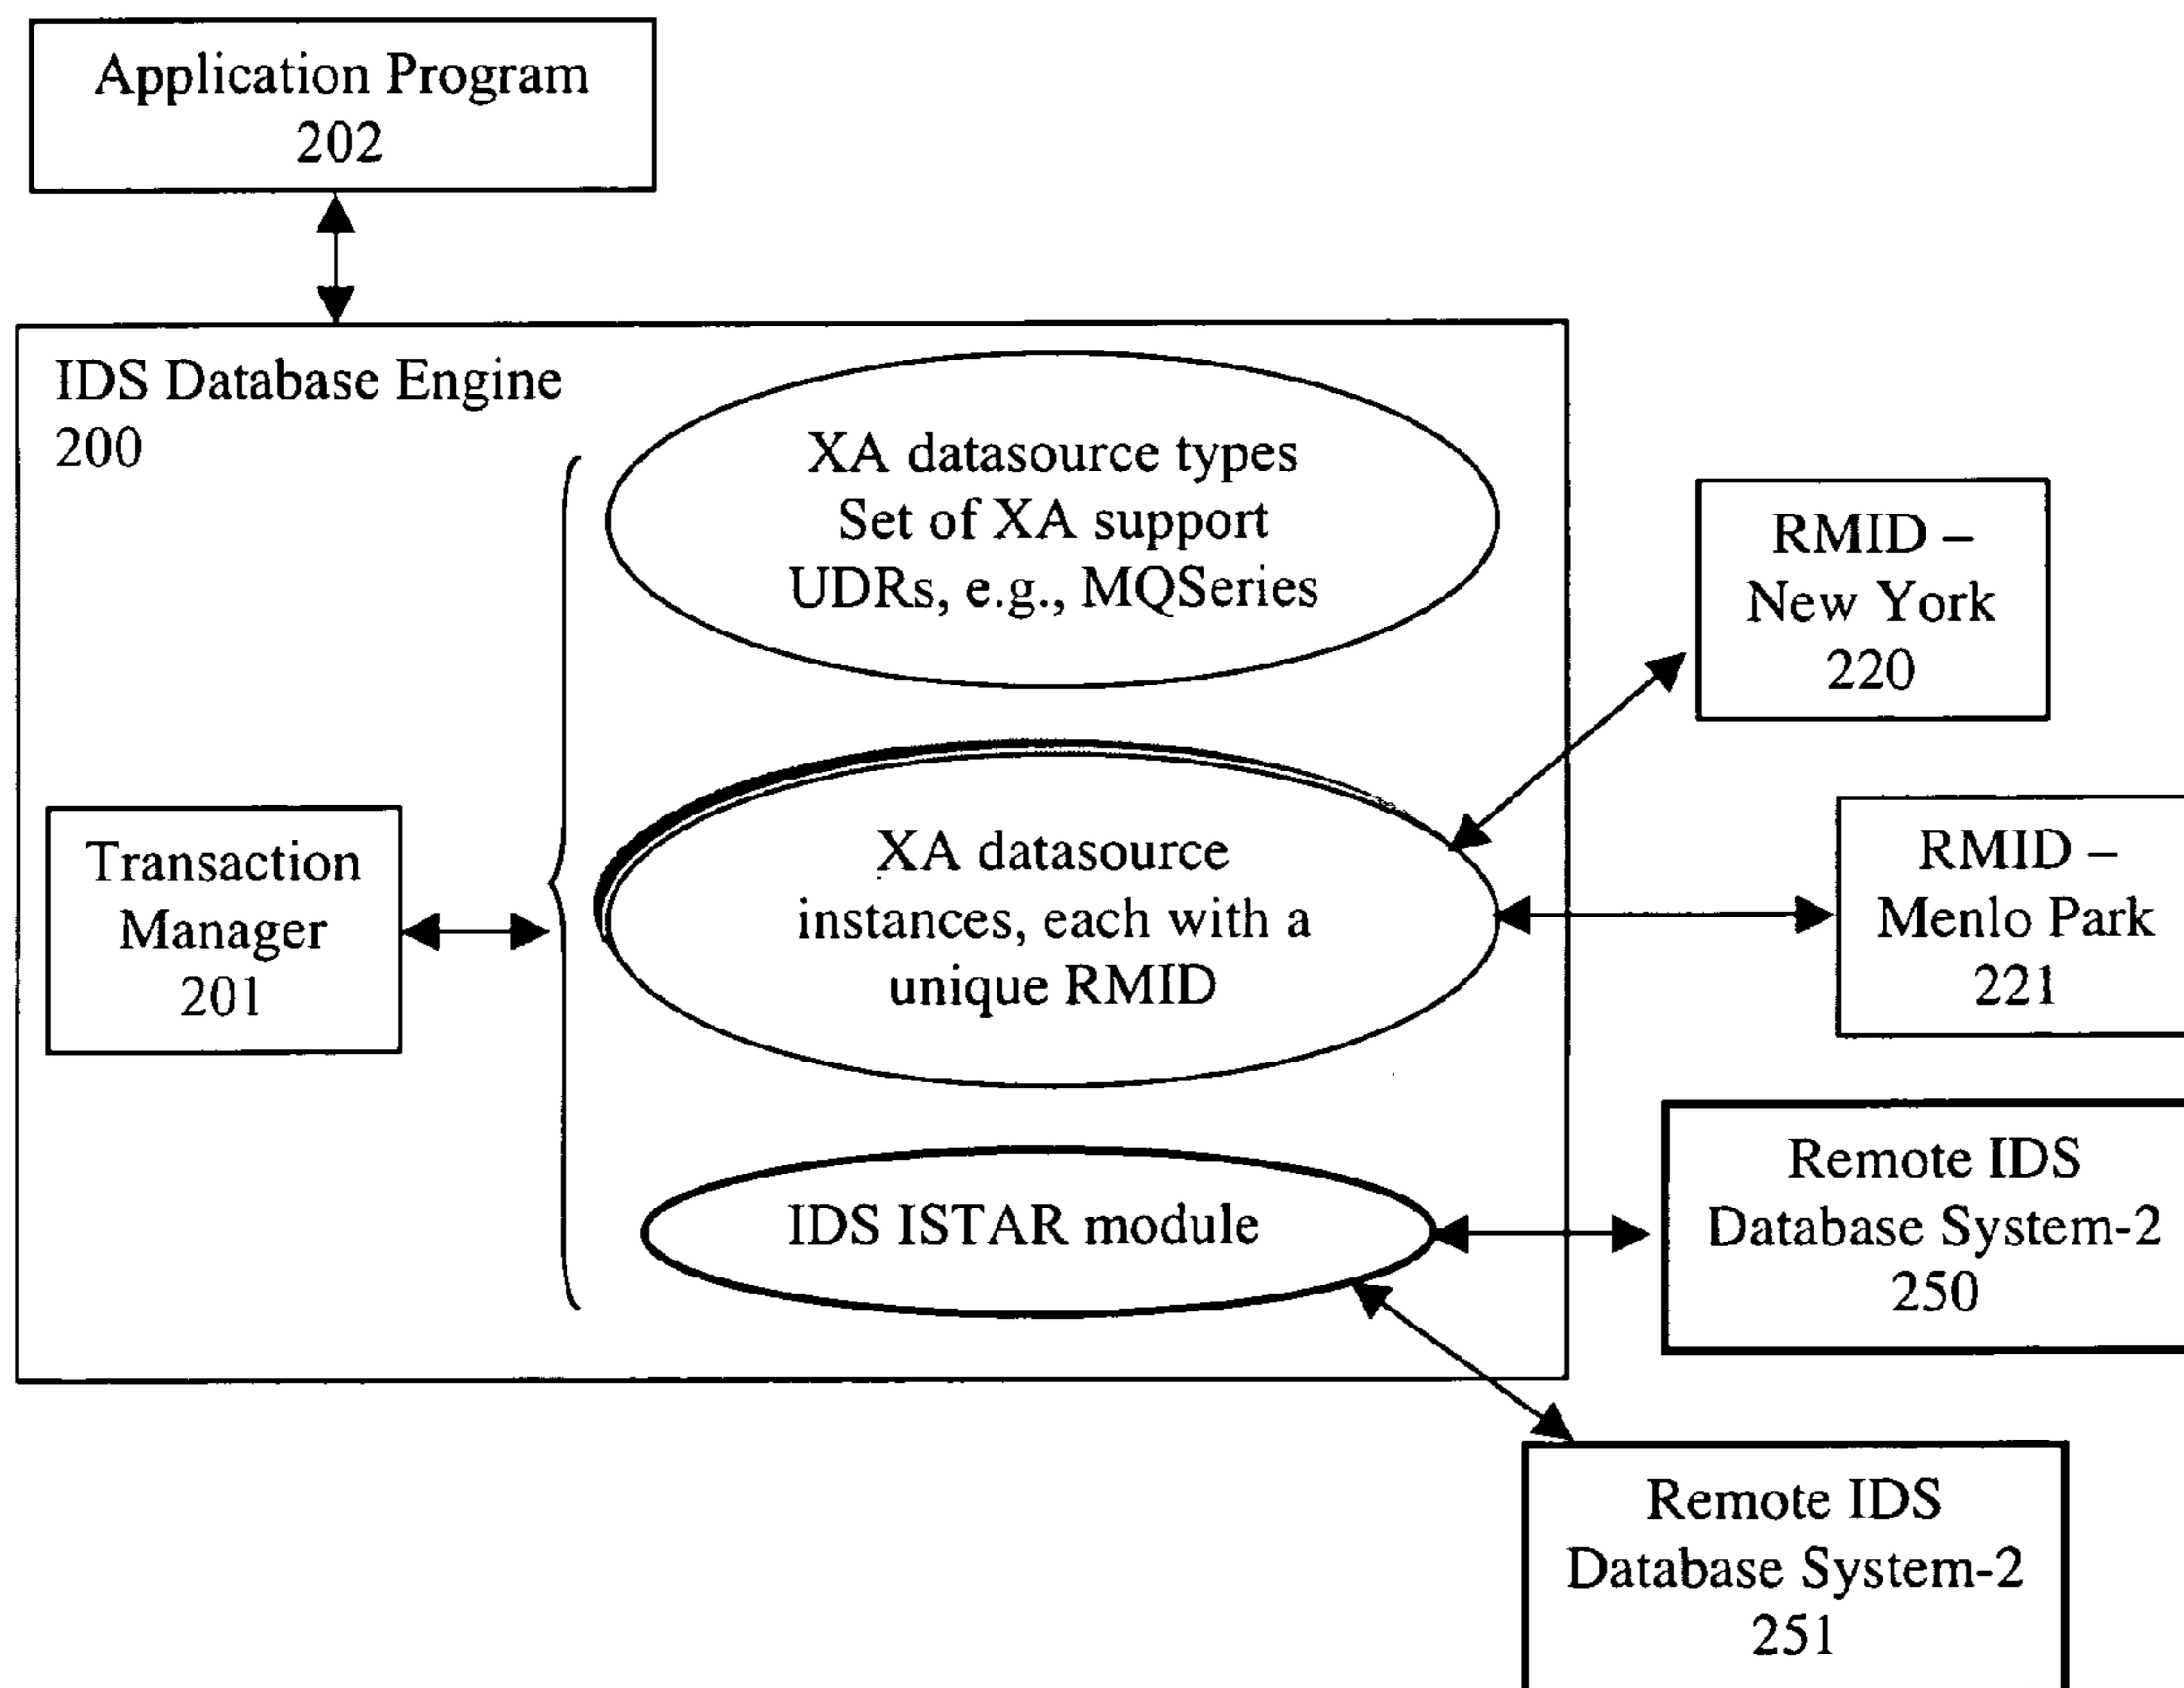 Application Program
202
IDS Database Engine
200
XA datasource types
Set of XA support
UDRs, e.g., MQSeries
RMID –
New York
220
Transaction
Manager
201
XA datasource
instances, each with a
unique RMID
RMID –
Menlo Park
221
IDS ISTAR module
Remote IDS
Database System-2
250
Remote IDS
Database System-2
251